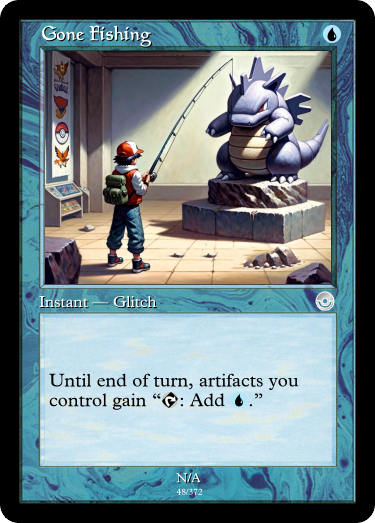 Gone Fishing
Instant — Glitch
Until end of turn, artifacts you
control gain “: Add .”
N/A
48/372